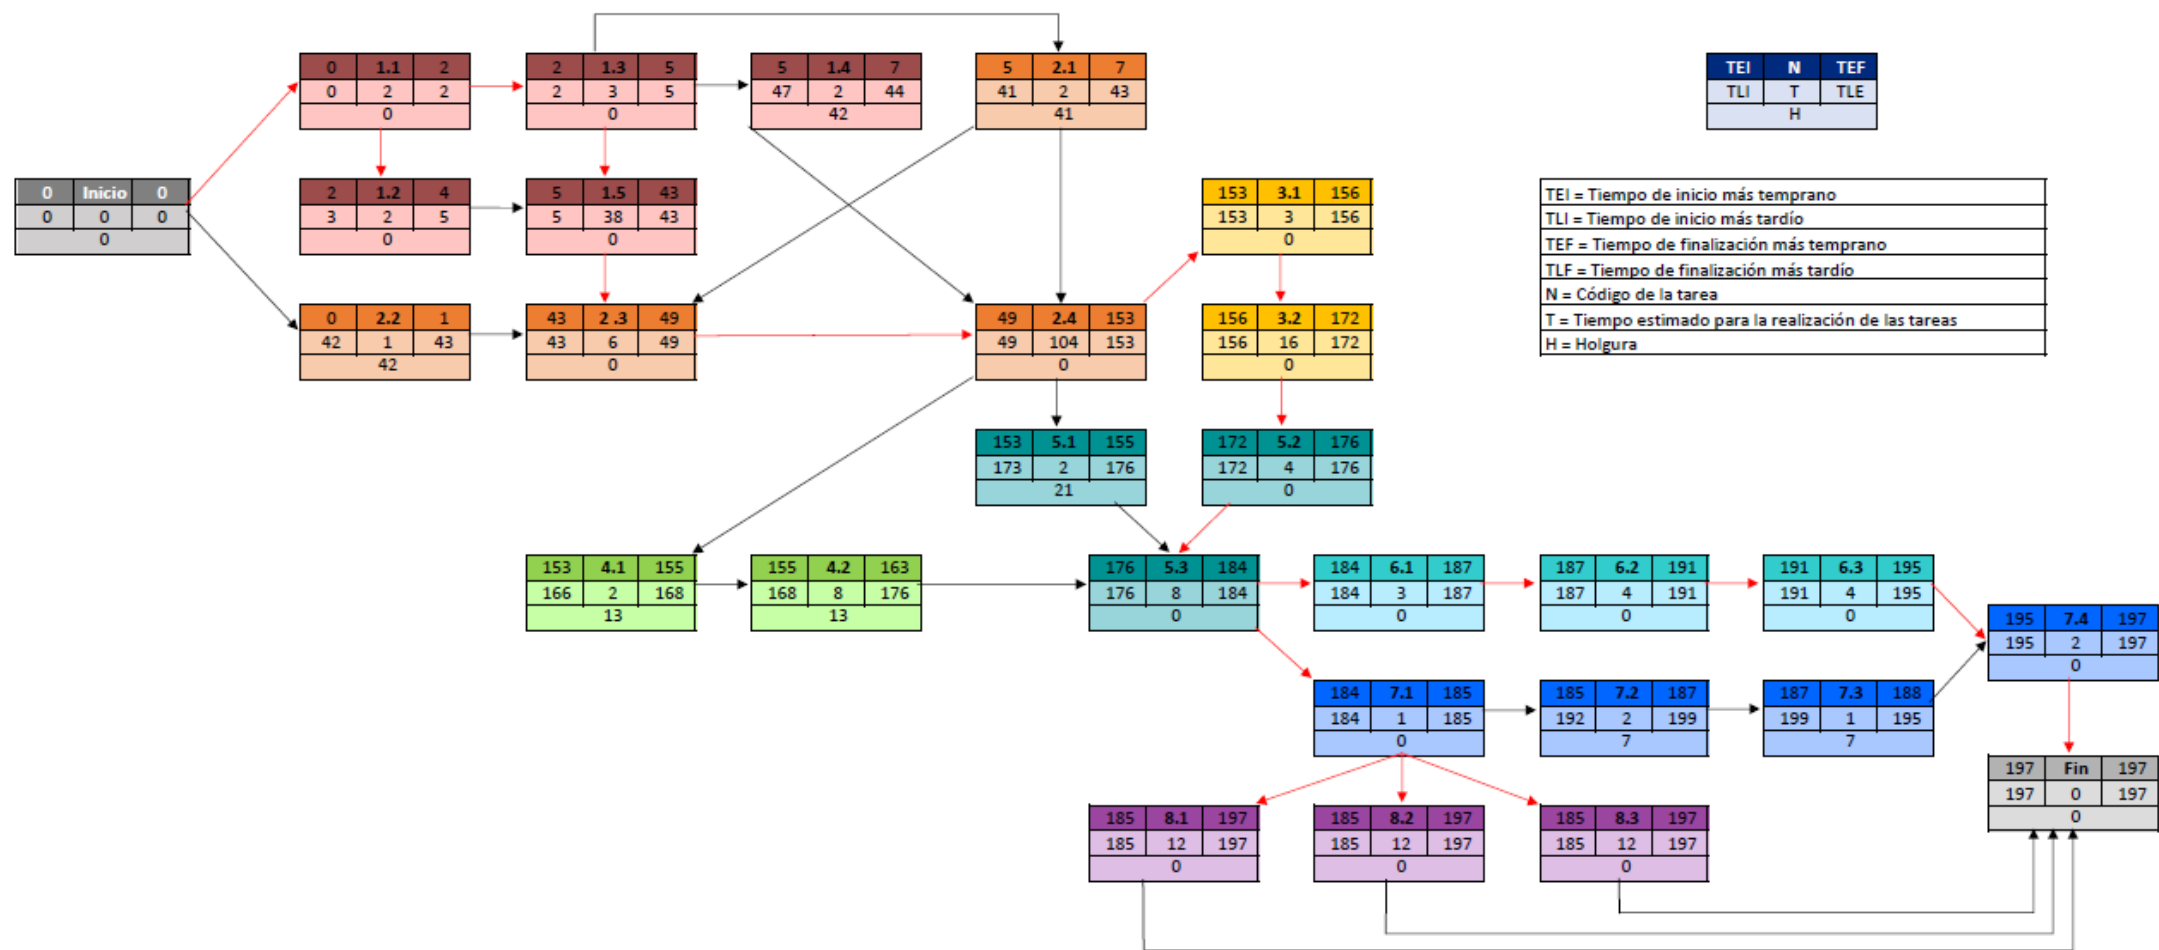 0 1.1 2
0 2 2
0
2 1.3 5
2 3 5
0
5 1.4 7
47 2 44
42
5 2.1 7
41 2 43
41
TEI N TEF
TLI T TLE
H
0 Inicio 0
0 0 0
0
2 1.2 4
3 2 5
0
5 1.5 43
5 38 43
0
153 3.1 156
153 3 156
0
TEI = Tiempo de inicio más temprano
TLI = Tiempo de inicio más tardío
TEF = Tiempo de finalización más temprano
TLF = Tiempo de finalización más tardío
N = Código de la tarea
T = Tiempo estimado para la realización de las tareas
H = Holgura
0 2.2 1
42 1 43
42
43 2 .3 49
43 6 49
0
49 2.4 153
49 104 153
0
156 3.2 172
156 16 172
0
153 5.1 155
173 2 176
21
172 5.2 176
172 4 176
0
153 4.1 155
166 2 168
13
155 4.2 163
168 8 176
13
176 5.3 184
176 8 184
0
184 6.1 187
184 3 187
0
187 6.2 191
187 4 191
0
191 6.3 195
191 4 195
0
195 7.4 197
195 2 197
0
184 7.1 185
184 1 185
0
185 7.2 187
192 2 199
7
187 7.3 188
199 1 195
7
197 Fin 197
197 0 197
0
185 8.1 197
185 12 197
0
185 8.2 197
185 12 197
0
185 8.3 197
185 12 197
0